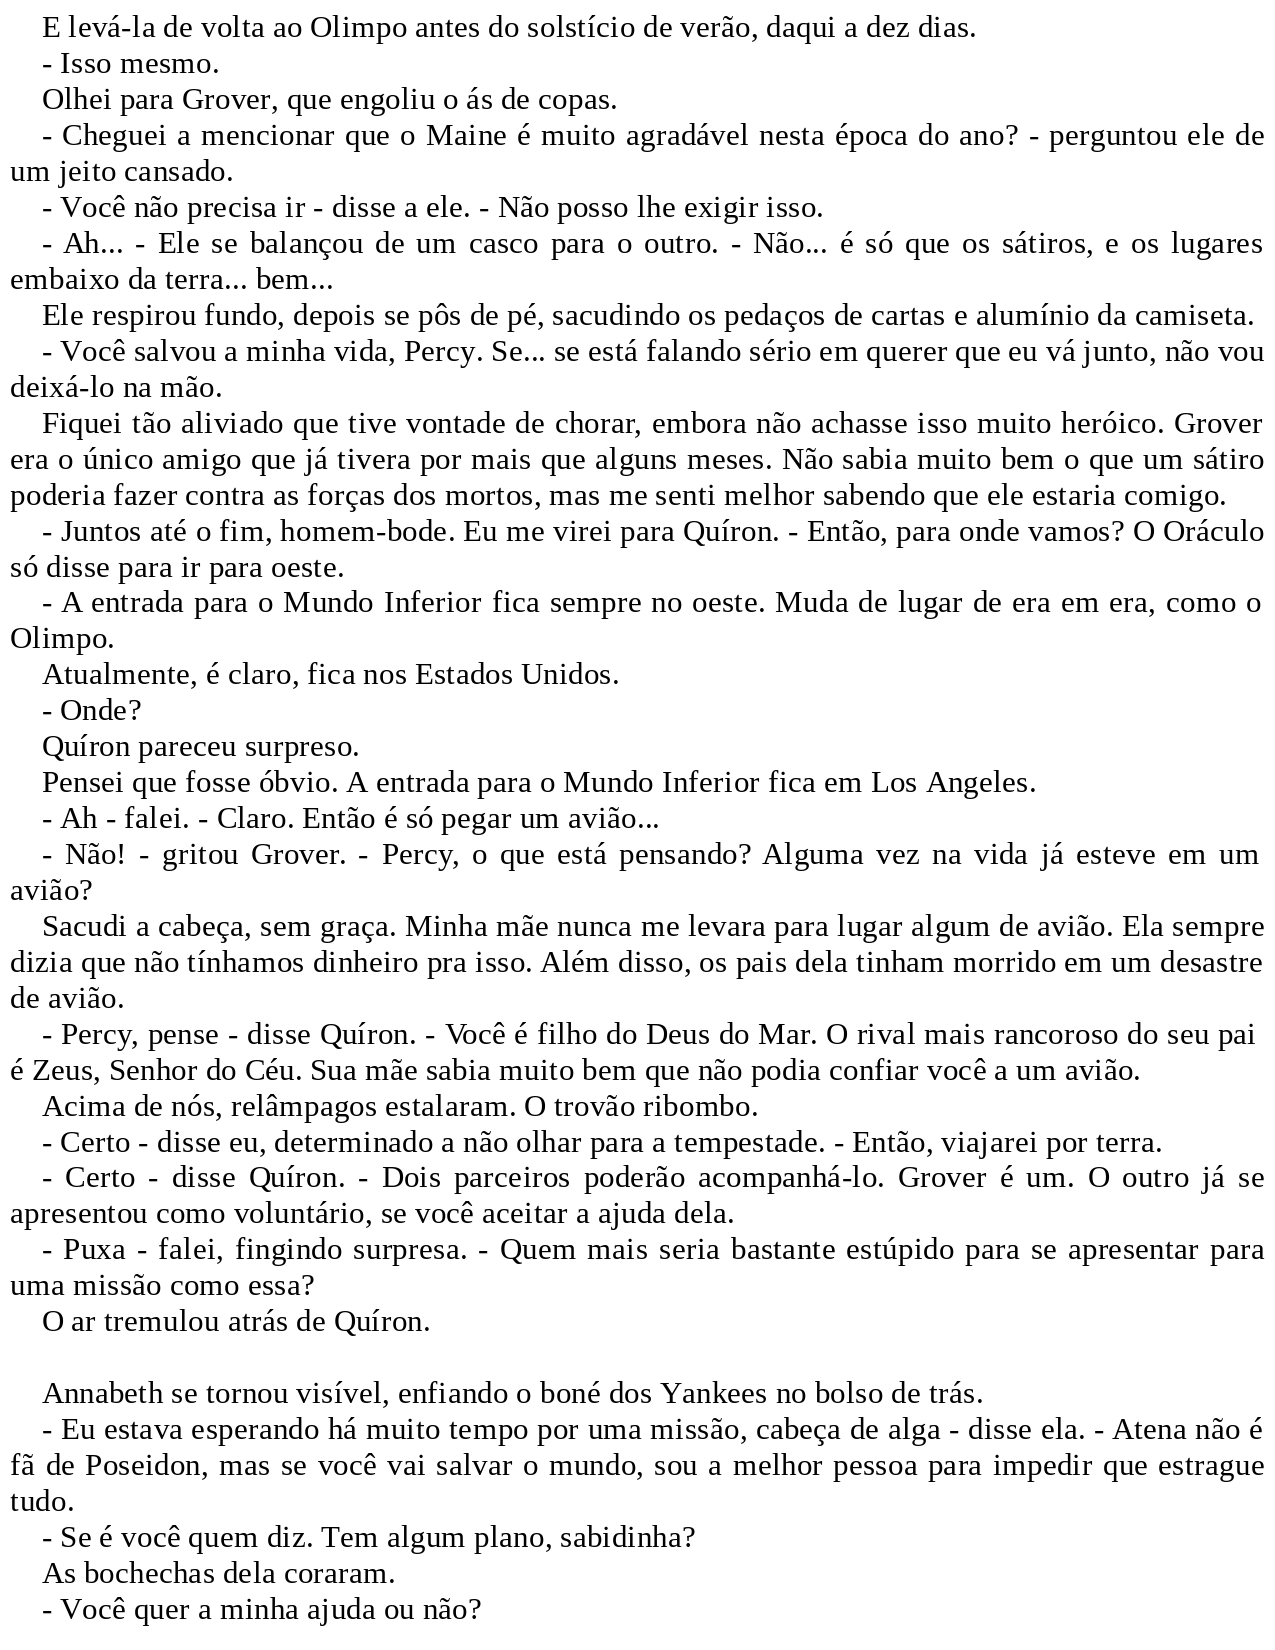 E levá-la de volta ao Olimpo antes do solstício de verão, daqui a dez dias.
- Isso mesmo.
Olhei para Grover, que engoliu o ás de copas.
- Cheguei a mencionar que o Maine é muito agradável nesta época do ano? - perguntou ele de
um jeito cansado.
- Você não precisa ir - disse a ele. - Não posso lhe exigir isso.
- Ah... - Ele se balançou de um casco para o outro. - Não... é só que os sátiros, e os lugares
embaixo da terra... bem...
Ele respirou fundo, depois se pôs de pé, sacudindo os pedaços de cartas e alumínio da camiseta.
- Você salvou a minha vida, Percy. Se... se está falando sério em querer que eu vá junto, não vou
deixá-lo na mão.
Fiquei tão aliviado que tive vontade de chorar, embora não achasse isso muito heróico. Grover
era o único amigo que já tivera por mais que alguns meses. Não sabia muito bem o que um sátiro
poderia fazer contra as forças dos mortos, mas me senti melhor sabendo que ele estaria comigo.
- Juntos até o fim, homem-bode. Eu me virei para Quíron. - Então, para onde vamos? O Oráculo
só disse para ir para oeste.
- A entrada para o Mundo Inferior fica sempre no oeste. Muda de lugar de era em era, como o
Olimpo.
Atualmente, é claro, fica nos Estados Unidos.
- Onde?
Quíron pareceu surpreso.
Pensei que fosse óbvio. A entrada para o Mundo Inferior fica em Los Angeles.
- Ah - falei. - Claro. Então é só pegar um avião...
- Não! - gritou Grover. - Percy, o que está pensando? Alguma vez na vida já esteve em um
avião?
Sacudi a cabeça, sem graça. Minha mãe nunca me levara para lugar algum de avião. Ela sempre
dizia que não tínhamos dinheiro pra isso. Além disso, os pais dela tinham morrido em um desastre
de avião.
- Percy, pense - disse Quíron. - Você é filho do Deus do Mar. O rival mais rancoroso do seu pai
é Zeus, Senhor do Céu. Sua mãe sabia muito bem que não podia confiar você a um avião.
Acima de nós, relâmpagos estalaram. O trovão ribombo.
- Certo - disse eu, determinado a não olhar para a tempestade. - Então, viajarei por terra.
- Certo - disse Quíron. - Dois parceiros poderão acompanhá-lo. Grover é um. O outro já se
apresentou como voluntário, se você aceitar a ajuda dela.
- Puxa - falei, fingindo surpresa. - Quem mais seria bastante estúpido para se apresentar para
uma missão como essa?
O ar tremulou atrás de Quíron.
Annabeth se tornou visível, enfiando o boné dos Yankees no bolso de trás.
- Eu estava esperando há muito tempo por uma missão, cabeça de alga - disse ela. - Atena não é
fã de Poseidon, mas se você vai salvar o mundo, sou a melhor pessoa para impedir que estrague
tudo.
- Se é você quem diz. Tem algum plano, sabidinha?
As bochechas dela coraram.
- Você quer a minha ajuda ou não?